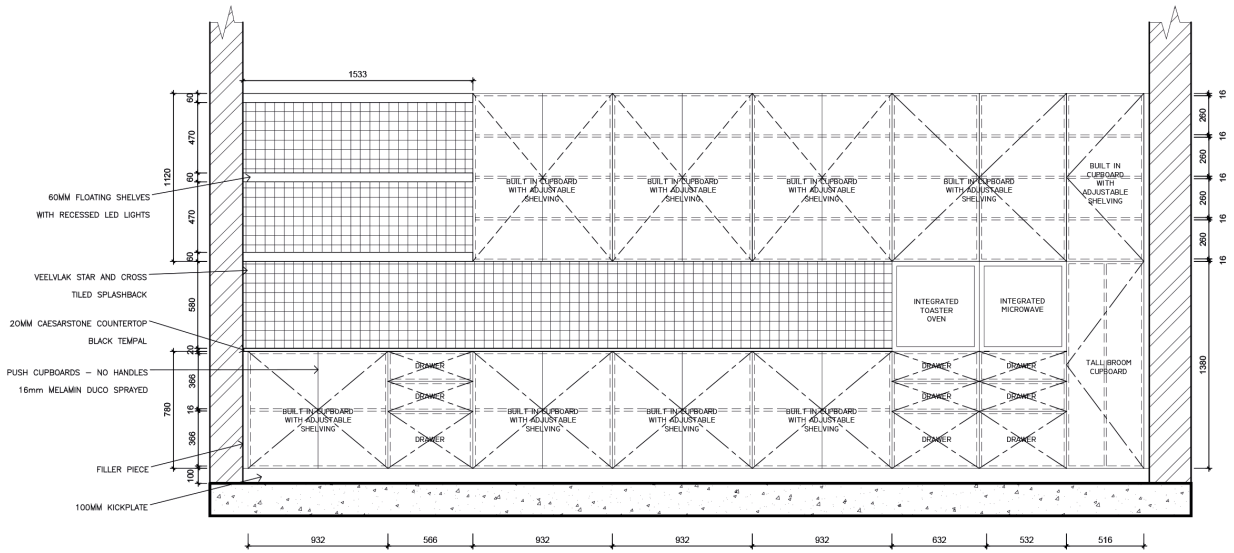 1533
60
470
60
1120
470
60
580
20
366
16
780
366
100
60MM FLOATING SHELVES
WITH RECESSED LED LIGHTS
VEELVLAK STAR AND CROSS
TILED SPLASHBACK
20MM CAESARSTONE COUNTERTOP
BLACK TEMPAL
PUSH CUPBOARDS – NO HANDLES
16mm MELAMIN DUCO SPRAYED
FILLER PIECE
100MM KICKPLATE
BUILT IN CUPBOARD
WITH ADJUSTABLE
SHELVING
BUILT IN CUPBOARD
WITH ADJUSTABLE
SHELVING
BUILT IN CUPBOARD
WITH ADJUSTABLE
SHELVING
BUILT IN CUPBOARD
WITH ADJUSTABLE
SHELVING
BUILT IN
CUPBOARD
WITH
ADJUSTABLE
SHELVING
INTEGRATED
TOASTER
OVEN
INTEGRATED
MICROWAVE
TALL BROOM
CUPBOARD
BUILT IN CUPBOARD
WITH ADJUSTABLE
SHELVING
DRAWER
DRAWER
DRAWER
BUILT IN CUPBOARD
WITH ADJUSTABLE
SHELVING
BUILT IN CUPBOARD
WITH ADJUSTABLE
SHELVING
BUILT IN CUPBOARD
WITH ADJUSTABLE
SHELVING
DRAWER
DRAWER
DRAWER
DRAWER
DRAWER
DRAWER
16
260
16
260
16
260
16
260
16
1380
932
566
932
932
932
632
532
516